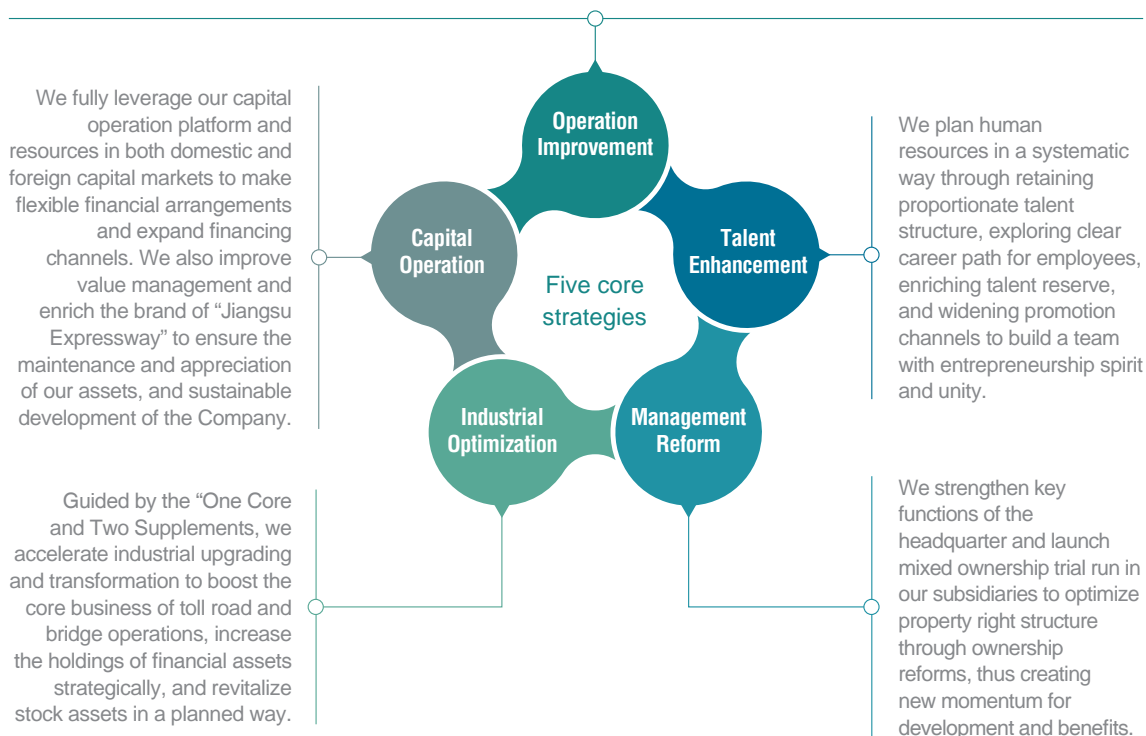 Operation
Improvement
We fully leverage our capital
operation platform and
resources in both domestic and
foreign capital markets to make
flexible financial arrangements
and expand financing
channels. We also improve
value management and
enrich the brand of “Jiangsu
Expressway” to ensure the
maintenance and appreciation
of our assets, and sustainable
development of the Company.
Capital
Operation
Five core
strategies
Talent
Enhancement
We plan human
resources in a systematic
way through retaining
proportionate talent
structure, exploring clear
career path for employees,
enriching talent reserve,
and widening promotion
channels to build a team
with entrepreneurship spirit
and unity.
Industrial
Optimization
Management
Reform
Guided by the “One Core
and Two Supplements, we
accelerate industrial upgrading
and transformation to boost the
core business of toll road and
bridge operations, increase
the holdings of financial assets
strategically, and revitalize
stock assets in a planned way.
We strengthen key
functions of the
headquarter and launch
mixed ownership trial run in
our subsidiaries to optimize
property right structure
through ownership
reforms, thus creating
new momentum for
development and benefits.